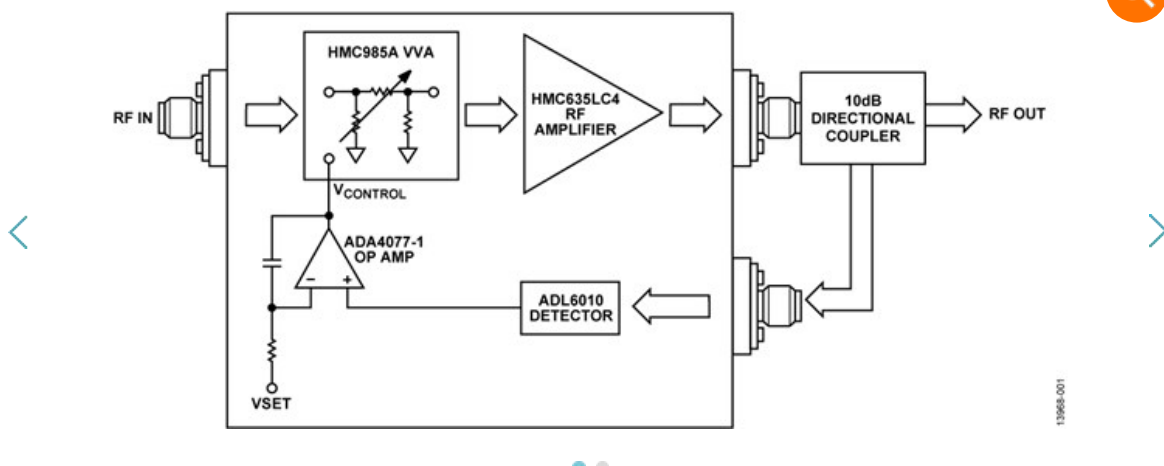 HMC985A VVA
RF IN
HMC635LC4
RF
AMPLIFIER
10dB
DIRECTIONAL
COUPLER
RF OUT
VCONTROL
ADA4077-1
OP AMP
– +
ADL6010
DETECTOR
VSET
13968-001